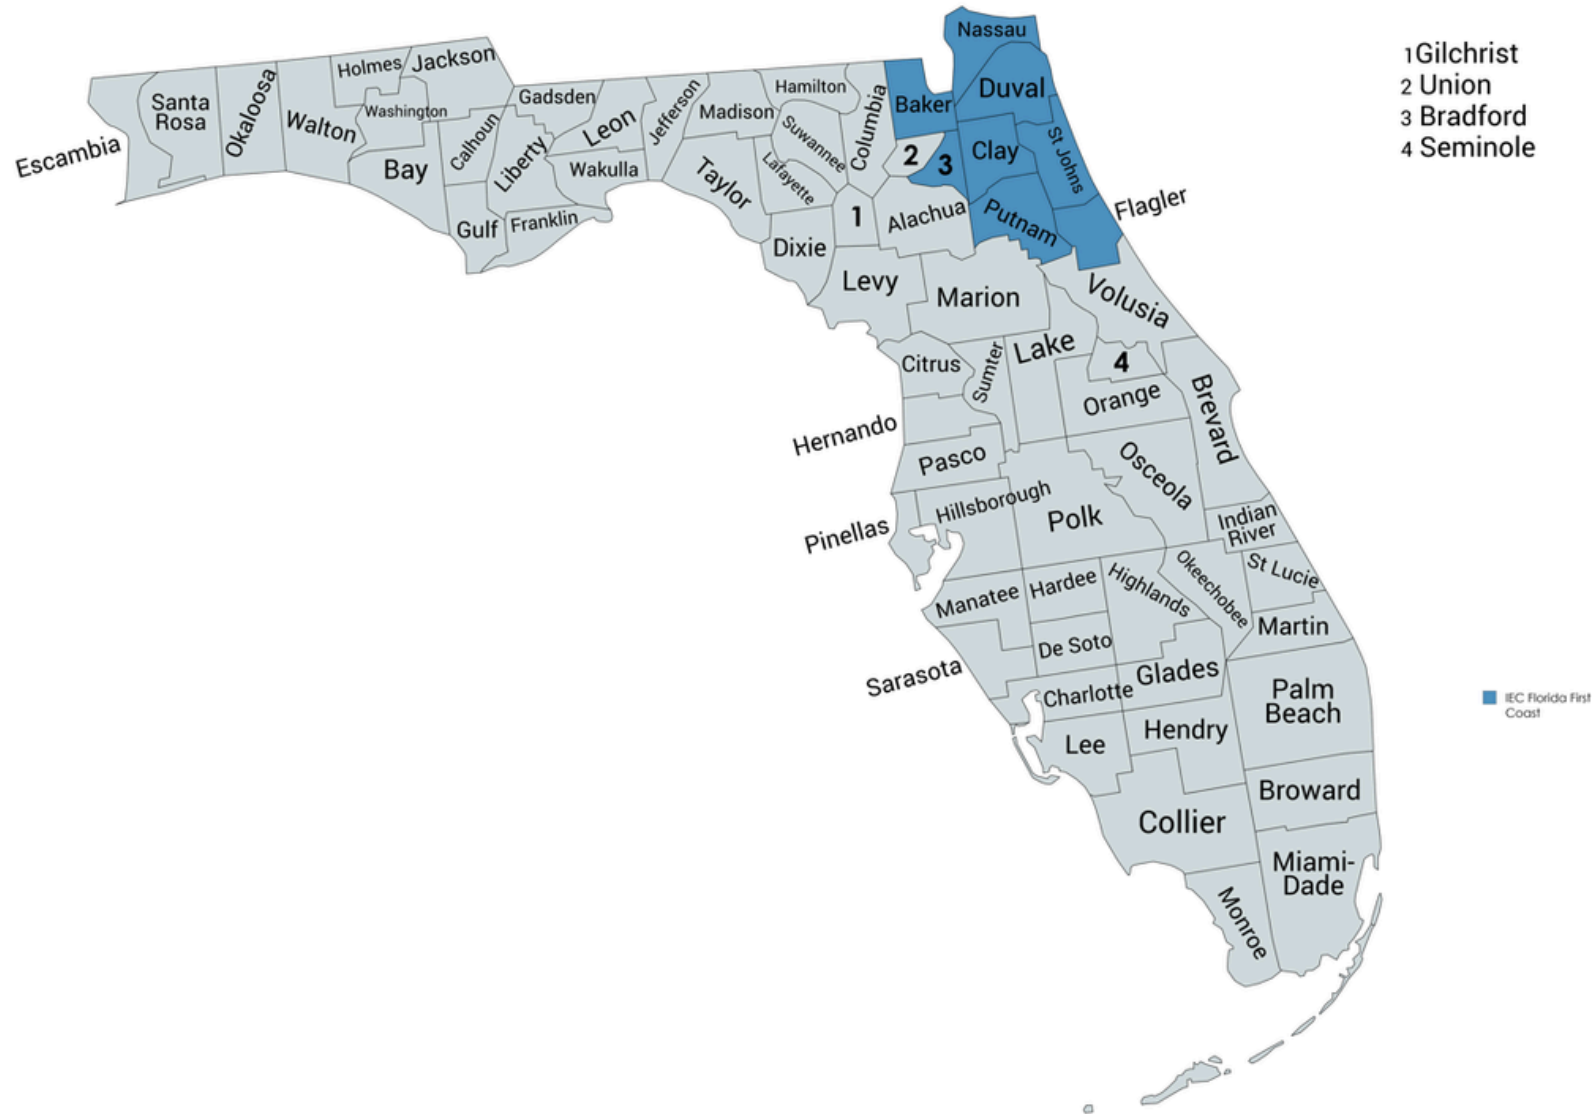 Nassau
1Gilchrist
2 Union
3 Bradford
4 Seminole
Holmes
Jackson
Hamilton
Duval
Baker
Santa
Rosa
Okaloosa
Walton
Washington
Gadsden
Leon
Jefferson
Madison
Suwannee
Columbia
Escambia
Bay
Calhoun
Liberty
Wakulla
Taylor
Lafayette
2
3
Clay
St Johns
Gulf
Franklin
Dixie
1
Alachua
Putnam
Flagler
Levy
Marion
Volusia
Citrus
Sumter
Lake
4
Orange
Brevard
Hernando
Pasco
Osceola
Pinellas
Hillsborough
Polk
Indian
River
Manatee
Hardee
Highlands
Okeechobee
St Lucie
De Soto
Martin
Sarasota
Charlotte
Glades
Palm
Beach
IEC Florida First
Coast
Lee
Hendry
Broward
Collier
Miami-
Dade
Monroe